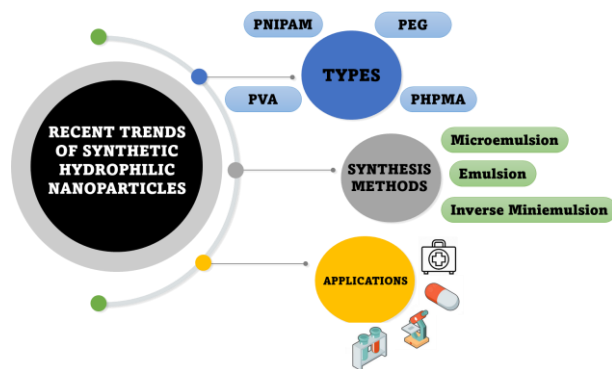 RECENT TRENDS
OF SYNTHETIC
HYDROPHILIC
NANOPARTICLES
PNIPAM
PEG
TYPES
PVA
PHPMA
SYNTHESIS
METHODS
Microemulsion
Emulsion
Inverse Miniemulsion
APPLICATIONS